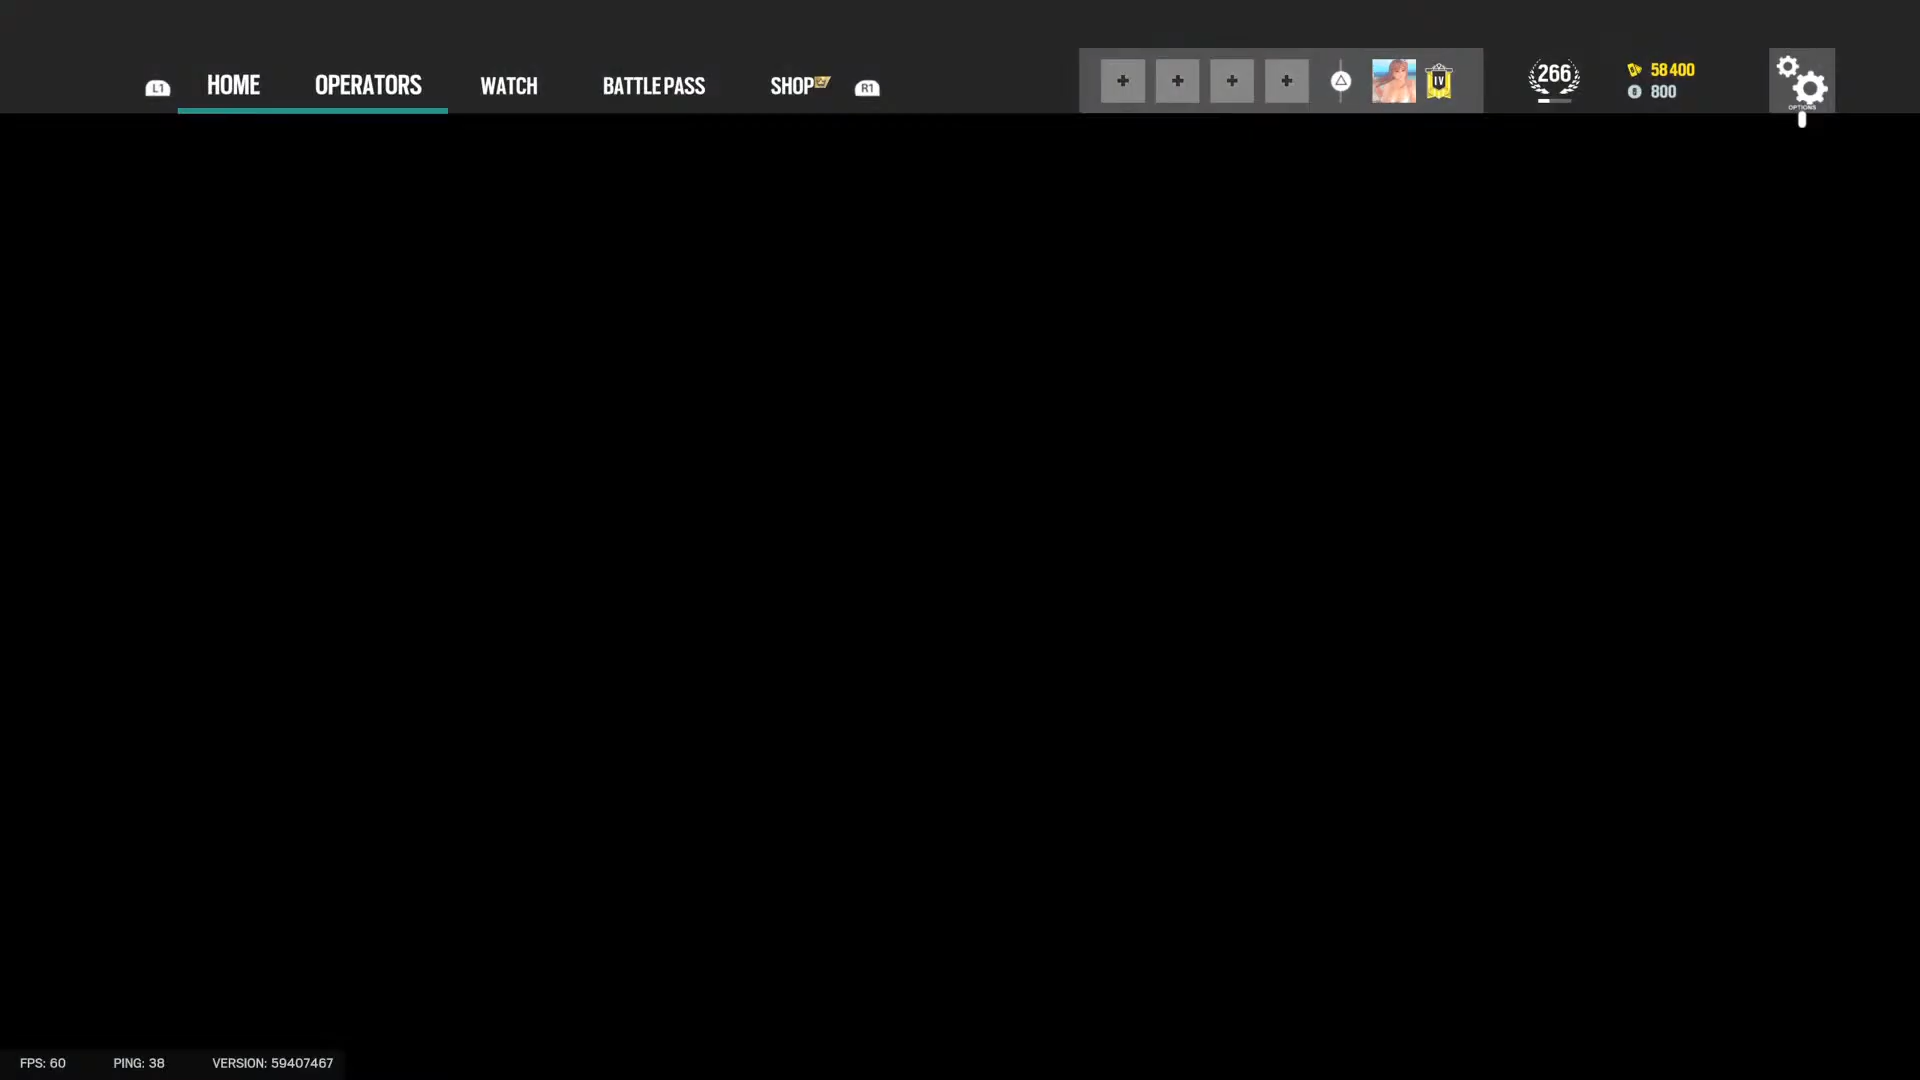 L1 HOME OPERATORS WATCH BATTLE PASS SHOP R1
IV
266
58 400
800
OPTIONS
FPS: 60 PING: 38 VERSION: 59407467